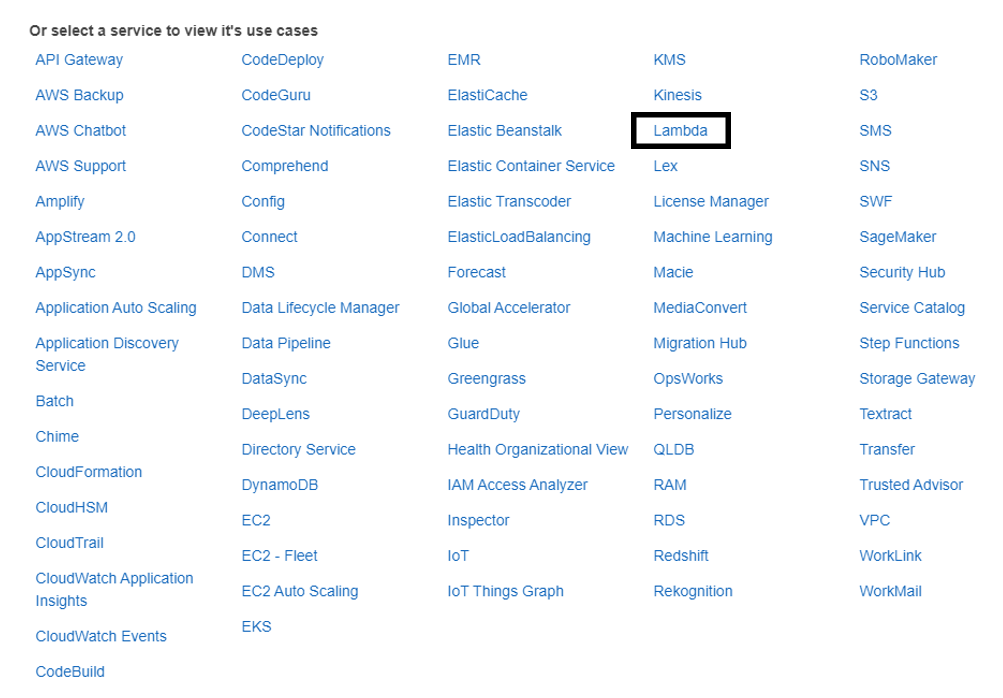 Or select a service to view it's use cases
API Gateway
AWS Backup
AWS Chatbot
AWS Support
Amplify
AppStream 2.0
AppSync
Application Auto Scaling
Application Discovery
Service
Batch
Chime
CloudFormation
CloudHSM
CloudTrail
CloudWatch Application
Insights
CloudWatch Events
CodeBuild
CodeDeploy
CodeGuru
CodeStar Notifications
Comprehend
Config
Connect
DMS
Data Lifecycle Manager
Data Pipeline
DataSync
DeepLens
Directory Service
DynamoDB
EC2
EC2 - Fleet
EC2 Auto Scaling
EKS
EMR
ElastiCache
Elastic Beanstalk
Elastic Container Service
Elastic Transcoder
ElasticLoadBalancing
Forecast
Global Accelerator
Glue
Greengrass
GuardDuty
Health Organizational View
IAM Access Analyzer
Inspector
IoT
IoT Things Graph
KMS
Kinesis
Lambda
Lex
License Manager
Machine Learning
Macie
MediaConvert
Migration Hub
OpsWorks
Personalize
QLDB
RAM
RDS
Redshift
Rekognition
RoboMaker
S3
SMS
SNS
SWF
SageMaker
Security Hub
Service Catalog
Step Functions
Storage Gateway
Textract
Transfer
Trusted Advisor
VPC
WorkLink
WorkMail